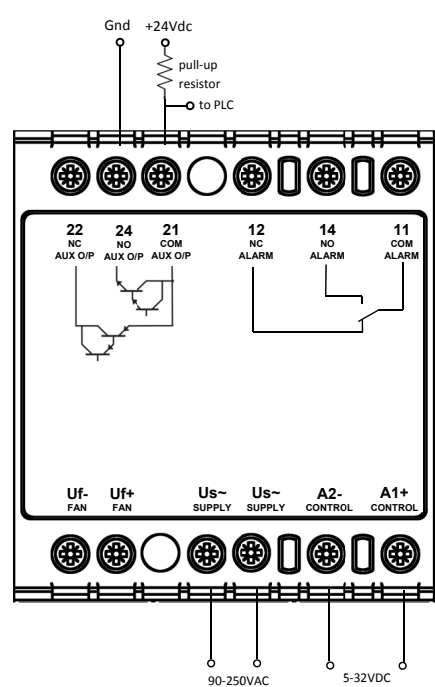 Gnd +24Vdc
pull-up
resistor
to PLC
22 24 21 12 14 11
NC NO COM NC NO COM
AUX O/P AUX O/P AUX O/P ALARM ALARM ALARM
Uf- Uf+ Us~ Us~ A2- A1+
FAN FAN SUPPLY SUPPLY CONTROL CONTROL
90-250VAC 5-32VDC